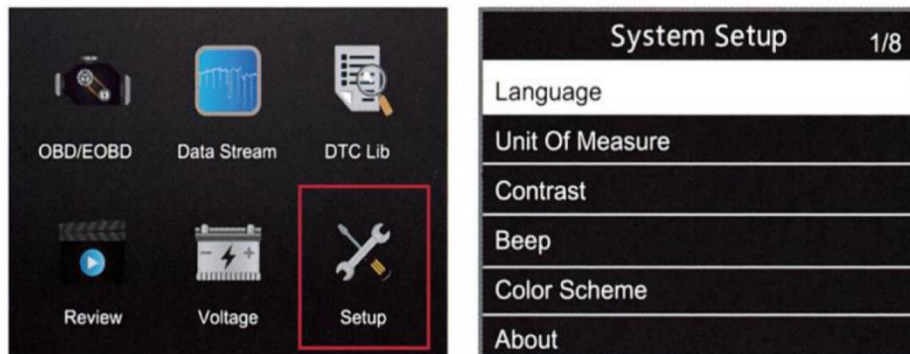 OBD/EOBD Data Stream DTC Lib
Review Voltage Setup
System Setup 1/8
Language
Unit Of Measure
Contrast
Beep
Color Scheme
About